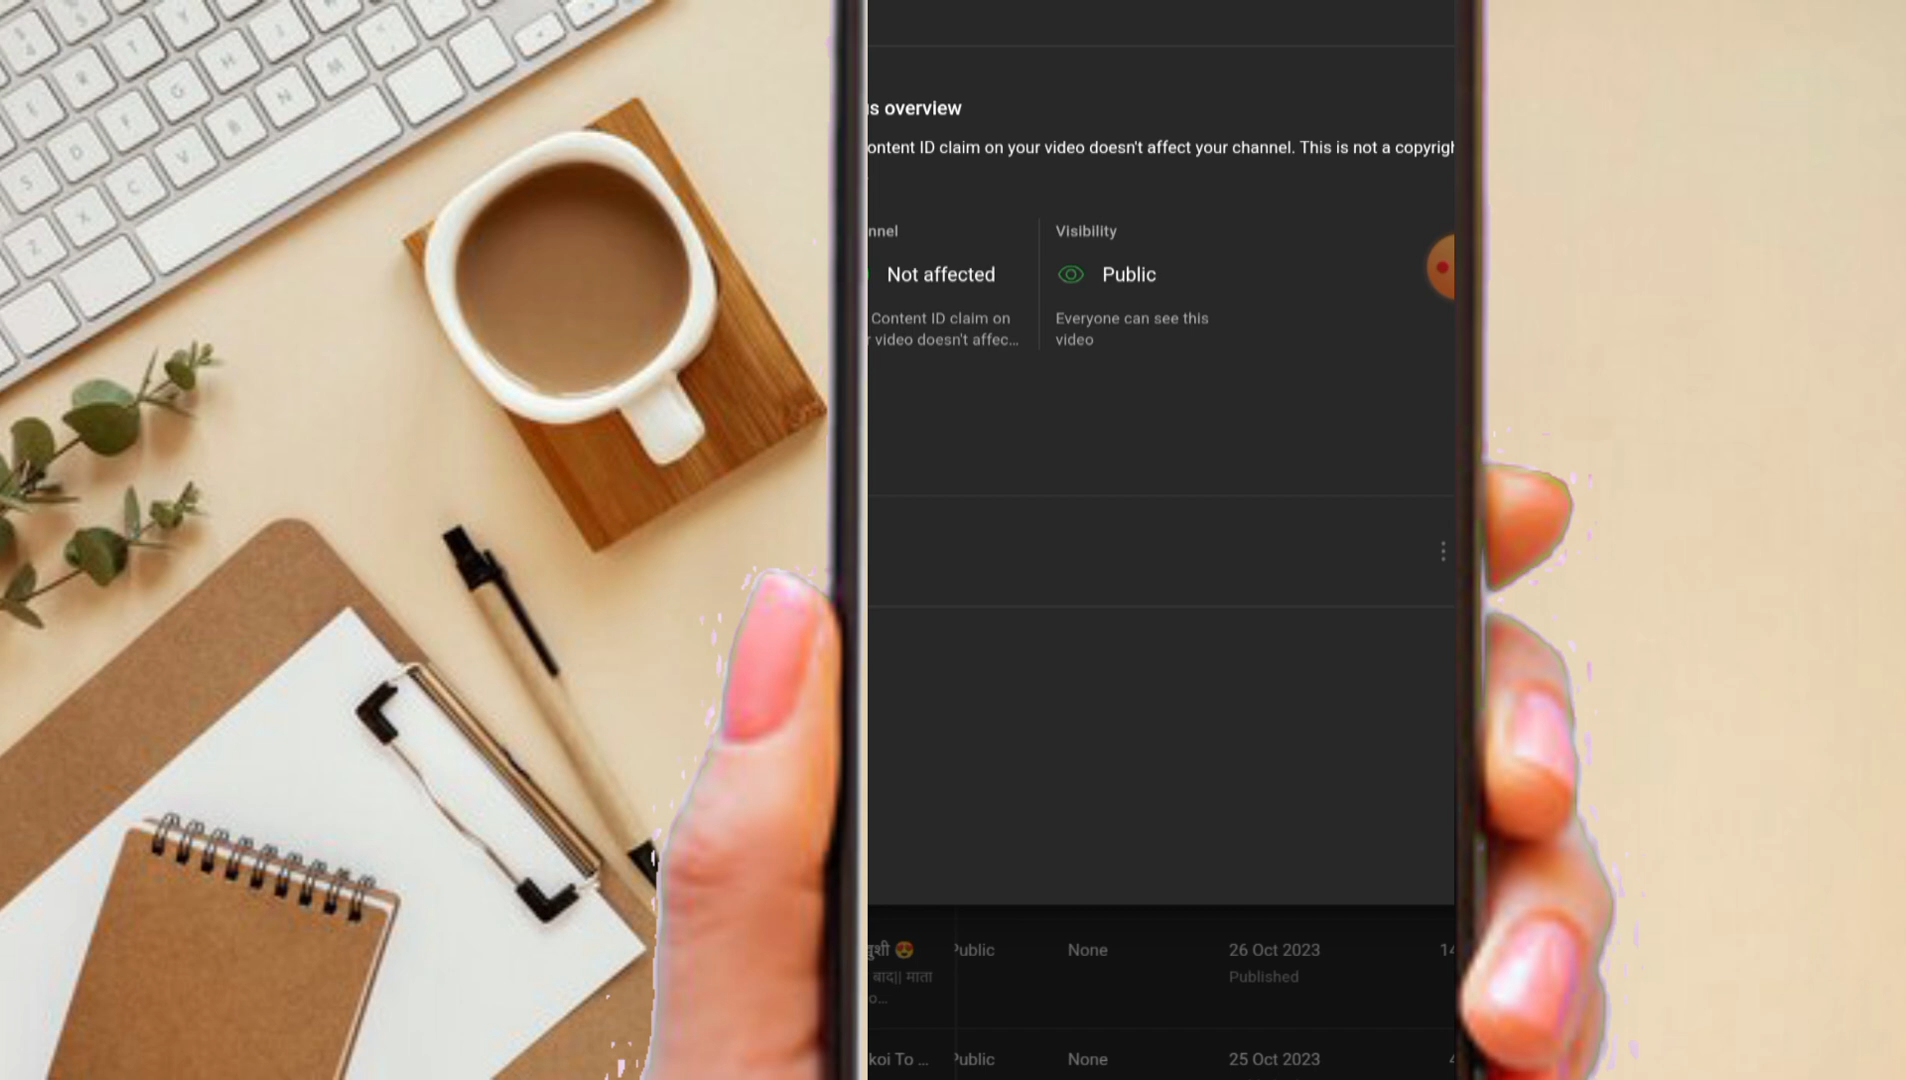 s overview
ontent ID claim on your video doesn't affect your channel. This is not a copyrigh
nnel
Visibility
Not affected
Public
Content ID claim on
video doesn't affec...
Everyone can see this
video
😍
Public
None
26 Oct 2023
14
बाद|| माता
Published
o...
koi To ...
Public
None
25 Oct 2023